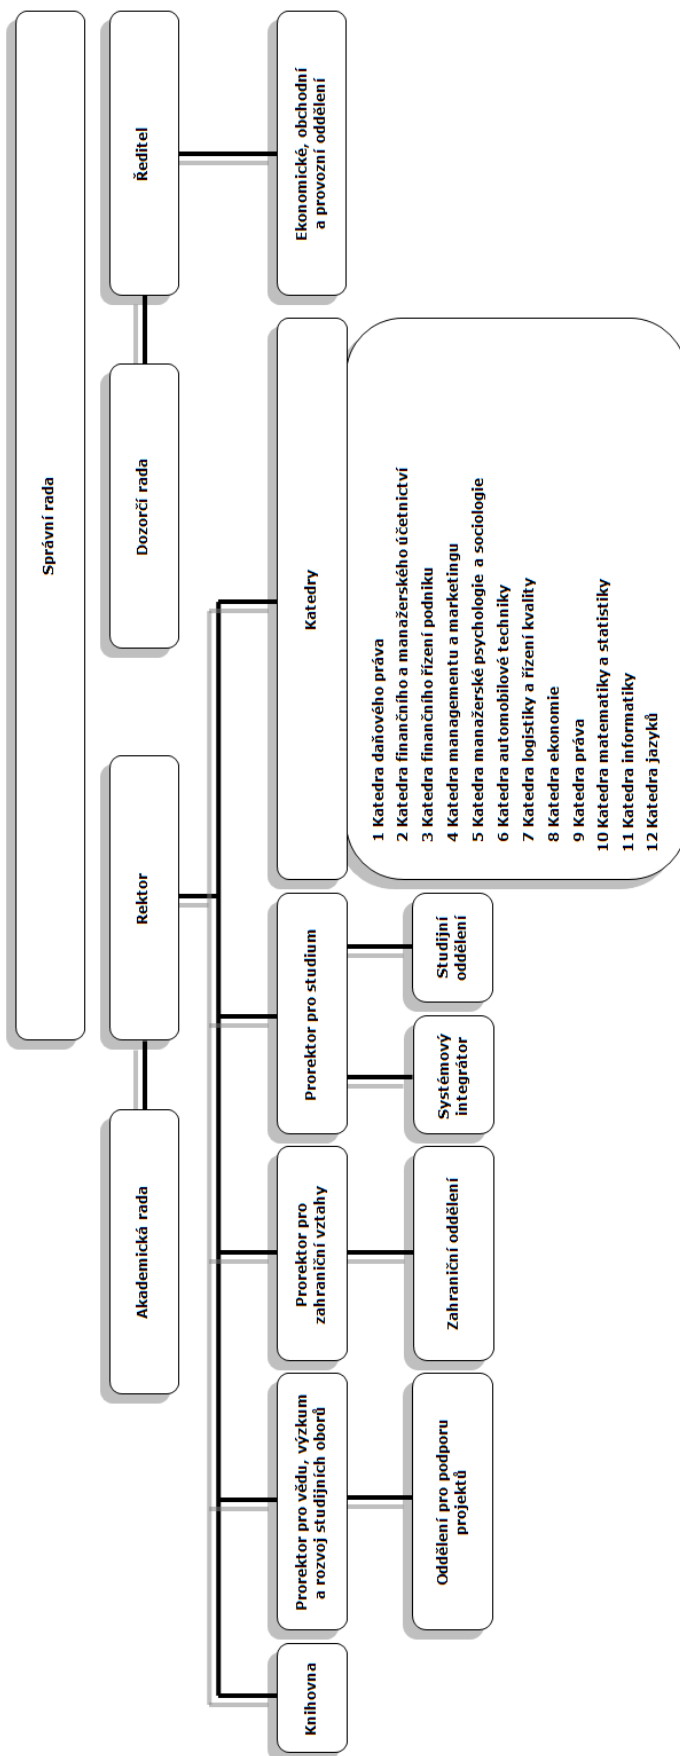 Správní rada
Akademická rada
Rektor
Dozorčí rada
Ředitel
Knihovna
Prorektor pro vědu, výzkum
a rozvoj studijních oborů
Prorektor pro
zahraniční vztahy
Prorektor pro studium
Katedry
Ekonomické, obchodní
a provozní oddělení
Oddělení pro podporu
projektů
Zahraniční oddělení
Systémový
integrátor
Studijní
oddělení
1 Katedra daňového práva
2 Katedra finančního a manažerského účetnictví
3 Katedra finančního řízení podniku
4 Katedra managementu a marketingu
5 Katedra manažerské psychologie a sociologie
6 Katedra automobilové techniky
7 Katedra logistiky a řízení kvality
8 Katedra ekonomie
9 Katedra práva
10 Katedra matematiky a statistiky
11 Katedra informatiky
12 Katedra jazyků